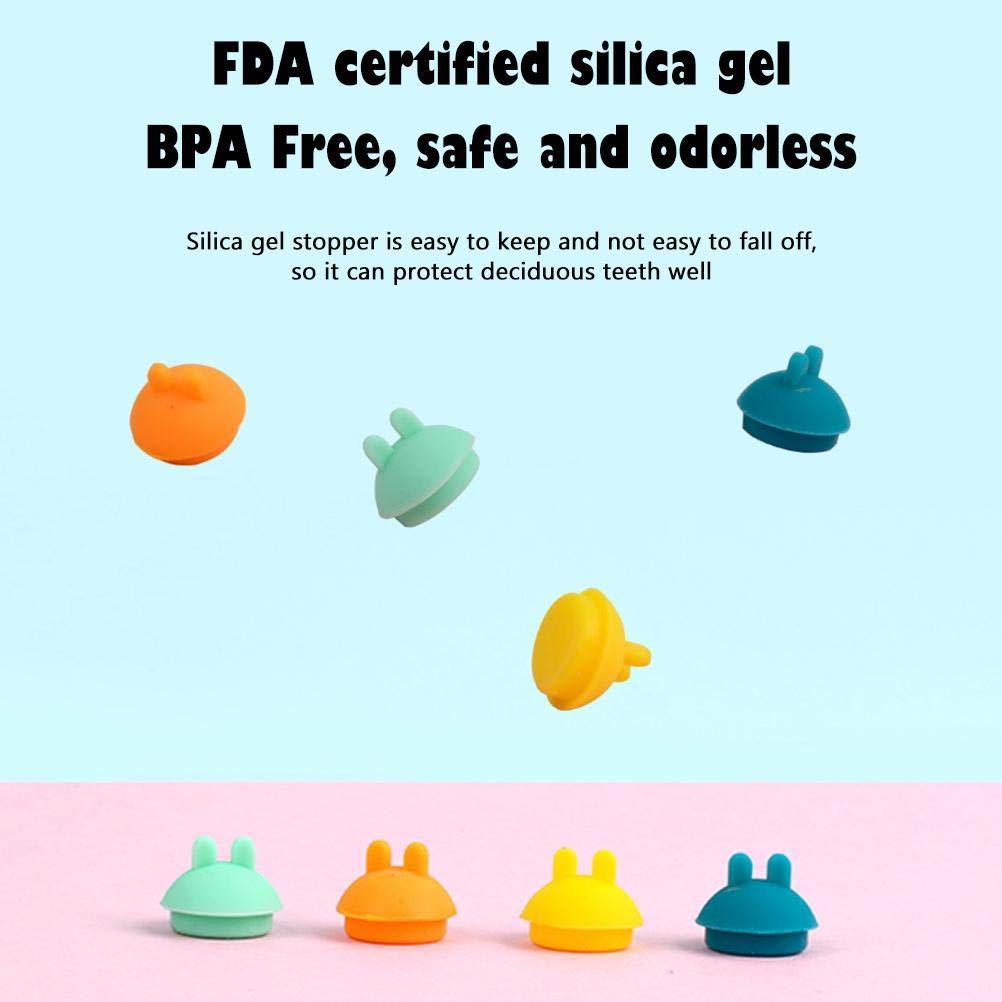 FDA certified silica gel
BPA Free, safe and odorless
Silica gel stopper is easy to keep and not easy to fall off,
so it can protect deciduous teeth well